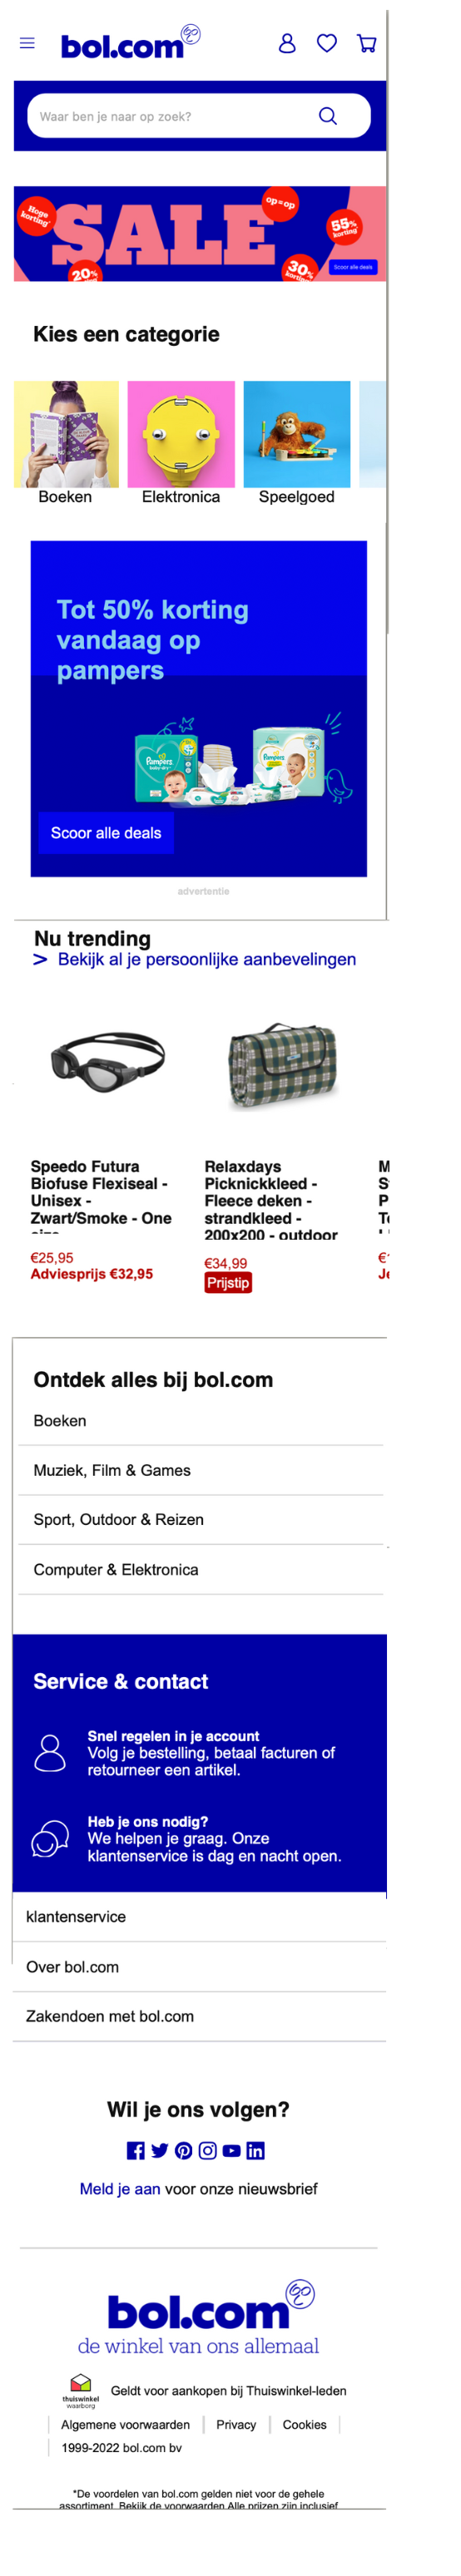 bol.com
Waar ben je naar op zoek?
SALE
Hoge korting*
op=op
55% korting
20%
30% korting
Scoor alle deals
Kies een categorie
Boeken
Elektronica
Speelgoed
Tot 50% korting
vandaag op
pampers
Pampers
Pampers
Scoor alle deals
advertentie
Nu trending
> Bekijk al je persoonlijke aanbevelingen
Speedo Futura
Biofuse Flexiseal -
Unisex -
Zwart/Smoke - One
€25,95
Adviesprijs €32,95
Relaxdays
Picknickkleed -
Fleece deken -
strandkleed -
200x200 - outdoor
€34,99
Prijstip
Ontdek alles bij bol.com
Boeken
Muziek, Film & Games
Sport, Outdoor & Reizen
Computer & Elektronica
Service & contact
Snel regelen in je account
Volg je bestelling, betaal facturen of
retourneer een artikel.
Heb je ons nodig?
We helpen je graag. Onze
klantenservice is dag en nacht open.
klantenservice
Over bol.com
Zakendoen met bol.com
Wil je ons volgen?
Meld je aan voor onze nieuwsbrief
bol.com
de winkel van ons allemaal
thuiswinkel
waarborg
Geldt voor aankopen bij Thuiswinkel-leden
Algemene voorwaarden
Privacy
Cookies
1999-2022 bol.com bv
*De voordelen van bol.com gelden niet voor de gehele
assortiment. Bekijk de voorwaarden Alle prijzen zijn inclusief